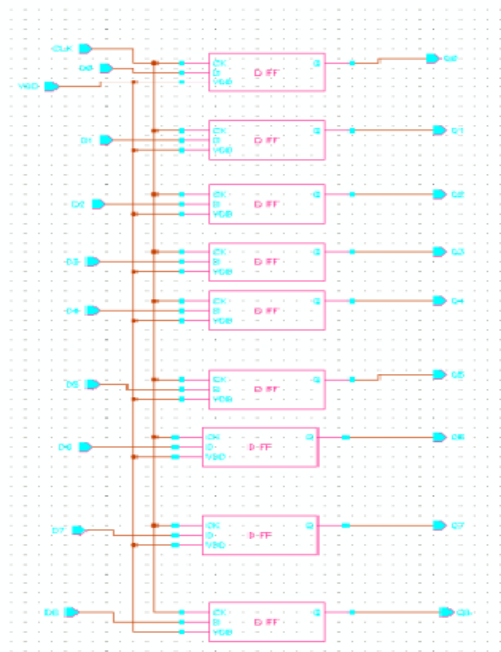 CLK
CK Q Q0
D0 D D FF
VDD VDD
CK Q Q1
D1 D D FF
VDD
CK Q Q2
D2 D D FF
VDD
CK Q Q3
D3 D D FF
VDD
CK Q Q4
D4 D D FF
VDD
CK Q Q5
D5 D D FF
VDD
CK Q Q6
D6 D D-FF
VDD
CK Q Q7
D7 D D-FF
VDD
CK Q Q8
D8 D D FF
VDD